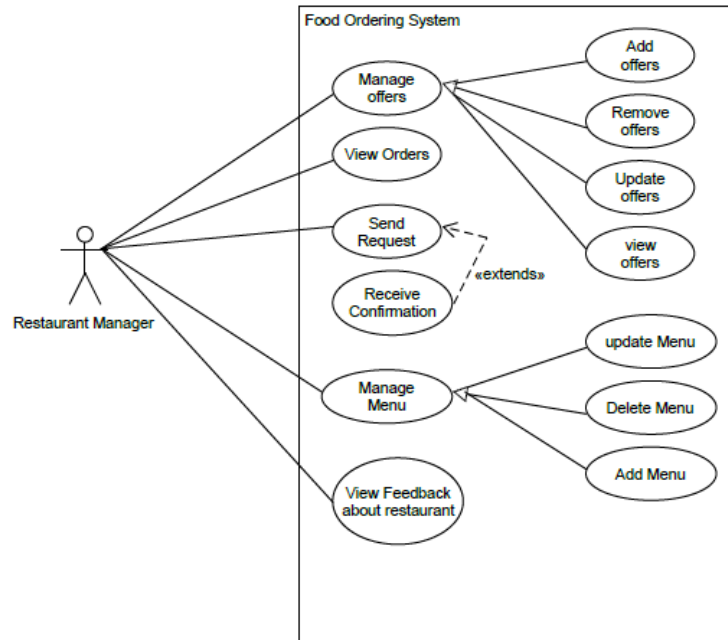 Food Ordering System
Add
offers
Manage
offers
Remove
offers
View Orders
Update
offers
Send
Request
view
offers
«extends»
Receive
Confirmation
Restaurant Manager
update Menu
Manage
Menu
Delete Menu
Add Menu
View Feedback
about restaurant